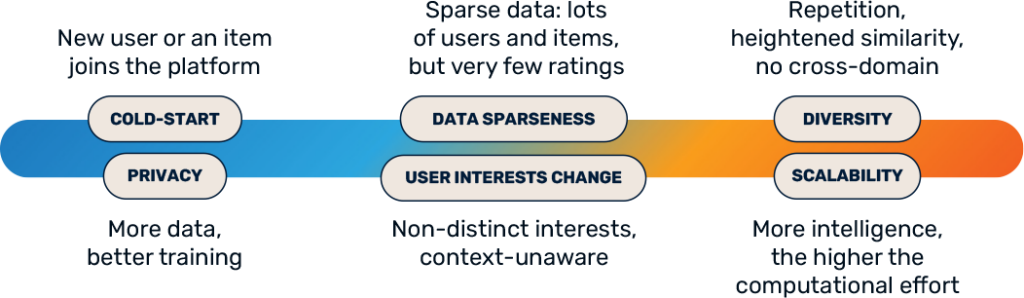 New user or an item
joins the platform
COLD-START
Sparse data: lots
of users and items,
but very few ratings
DATA SPARSENESS
Repetition,
heightened similarity,
no cross-domain
DIVERSITY
PRIVACY
More data,
better training
USER INTERESTS CHANGE
Non-distinct interests,
context-unaware
SCALABILITY
More intelligence,
the higher the
computational effort